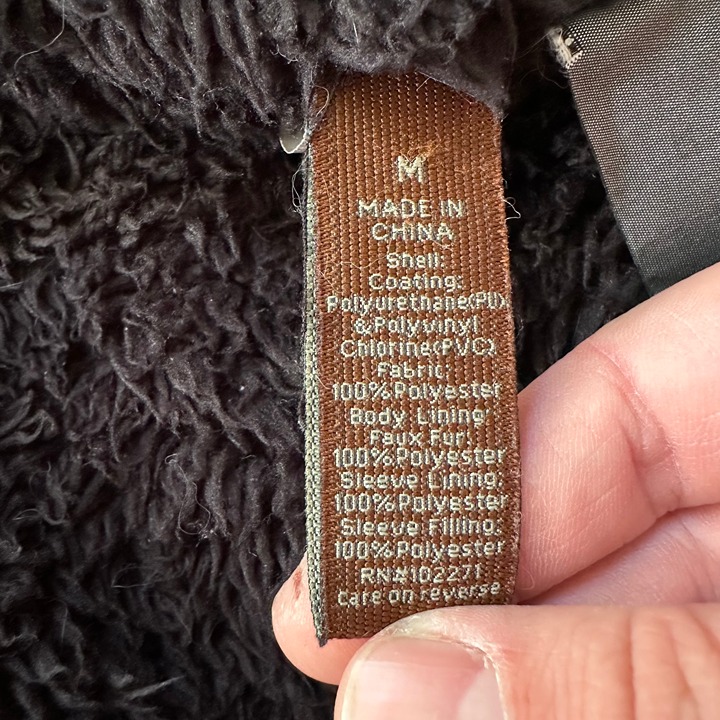 M
MADE IN
CHINA
Shell:
Coating:
Polyurethane(PU)
&Polyvinyl
Chlorine(PVC)
Fabric:
100%Polyester
Body Lining
Faux Fur:
100%Polyester
Sleeve Lining:
100%Polyester
Sleeve Filling:
100%Polyester
RN#102271
Care on reverse